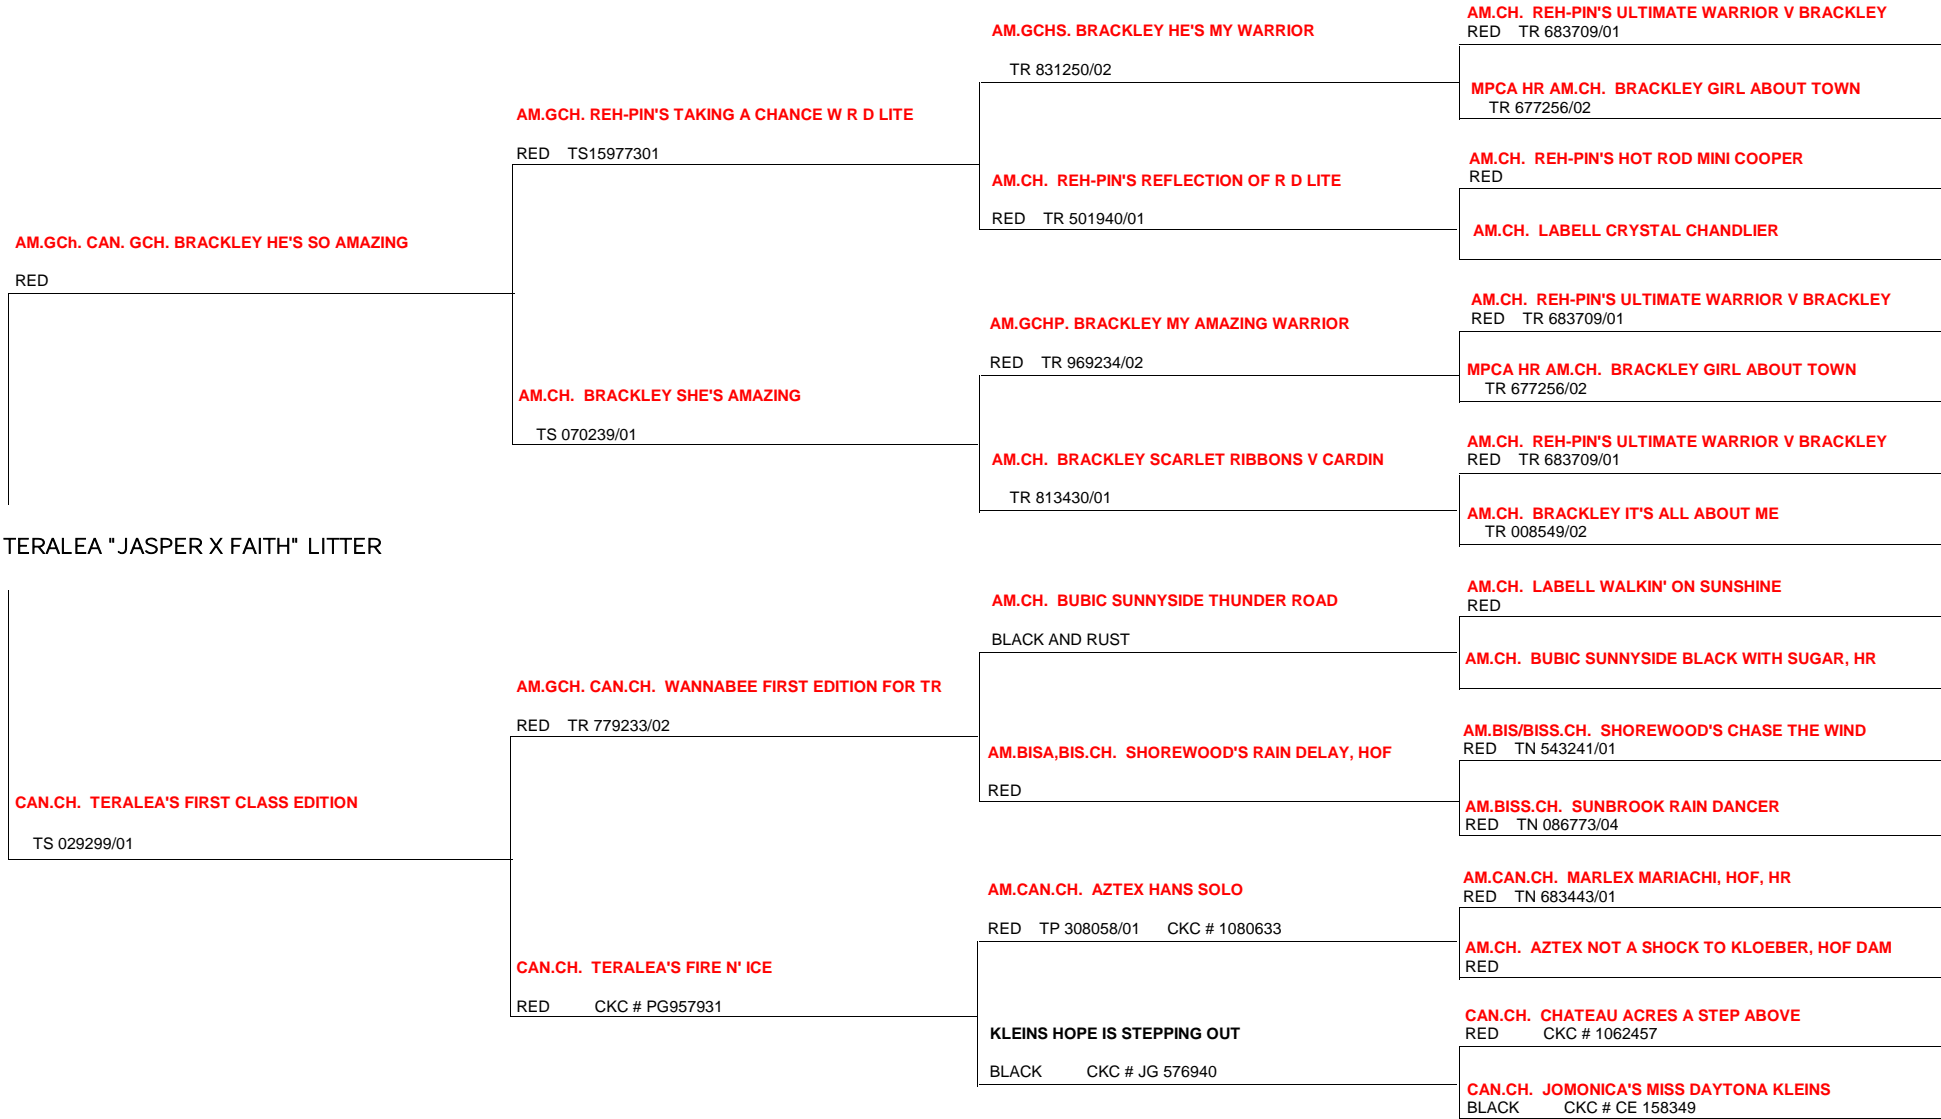 AM.GCh. CAN. GCH. BRACKLEY HE'S SO AMAZING
RED
TERALEA "JASPER X FAITH" LITTER
CAN.CH. TERALEA'S FIRST CLASS EDITION
TS 029299/01
AM.GCH. REH-PIN'S TAKING A CHANCE W R D LITE
RED TS15977301
AM.CH. BRACKLEY SHE'S AMAZING
TS 070239/01
AM.GCH. CAN.CH. WANNABEE FIRST EDITION FOR TR
RED TR 779233/02
CAN.CH. TERALEA'S FIRE N' ICE
RED CKC # PG957931
AM.GCHS. BRACKLEY HE'S MY WARRIOR
TR 831250/02
AM.CH. REH-PIN'S REFLECTION OF R D LITE
RED TR 501940/01
AM.GCHP. BRACKLEY MY AMAZING WARRIOR
RED TR 969234/02
AM.CH. BRACKLEY SCARLET RIBBONS V CARDIN
TR 813430/01
AM.CH. BUBIC SUNNYSIDE THUNDER ROAD
BLACK AND RUST
AM.BISA,BIS.CH. SHOREWOOD'S RAIN DELAY, HOF
RED
AM.CAN.CH. AZTEX HANS SOLO
RED TP 308058/01 CKC # 1080633
KLEINS HOPE IS STEPPING OUT
BLACK CKC # JG 576940
AM.CH. REH-PIN'S ULTIMATE WARRIOR V BRACKLEY
RED TR 683709/01
MPCA HR AM.CH. BRACKLEY GIRL ABOUT TOWN
TR 677256/02
AM.CH. REH-PIN'S HOT ROD MINI COOPER
RED
AM.CH. LABELL CRYSTAL CHANDLIER
AM.CH. REH-PIN'S ULTIMATE WARRIOR V BRACKLEY
RED TR 683709/01
MPCA HR AM.CH. BRACKLEY GIRL ABOUT TOWN
TR 677256/02
AM.CH. REH-PIN'S ULTIMATE WARRIOR V BRACKLEY
RED TR 683709/01
AM.CH. BRACKLEY IT'S ALL ABOUT ME
TR 008549/02
AM.CH. LABELL WALKIN' ON SUNSHINE
RED
AM.CH. BUBIC SUNNYSIDE BLACK WITH SUGAR, HR
AM.BIS/BISS.CH. SHOREWOOD'S CHASE THE WIND
RED TN 543241/01
AM.BISS.CH. SUNBROOK RAIN DANCER
RED TN 086773/04
AM.CAN.CH. MARLEX MARIACHI, HOF, HR
RED TN 683443/01
AM.CH. AZTEX NOT A SHOCK TO KLOEBER, HOF DAM
RED
CAN.CH. CHATEAU ACRES A STEP ABOVE
RED CKC # 1062457
CAN.CH. JOMONICA'S MISS DAYTONA KLEINS
BLACK CKC # CE 158349